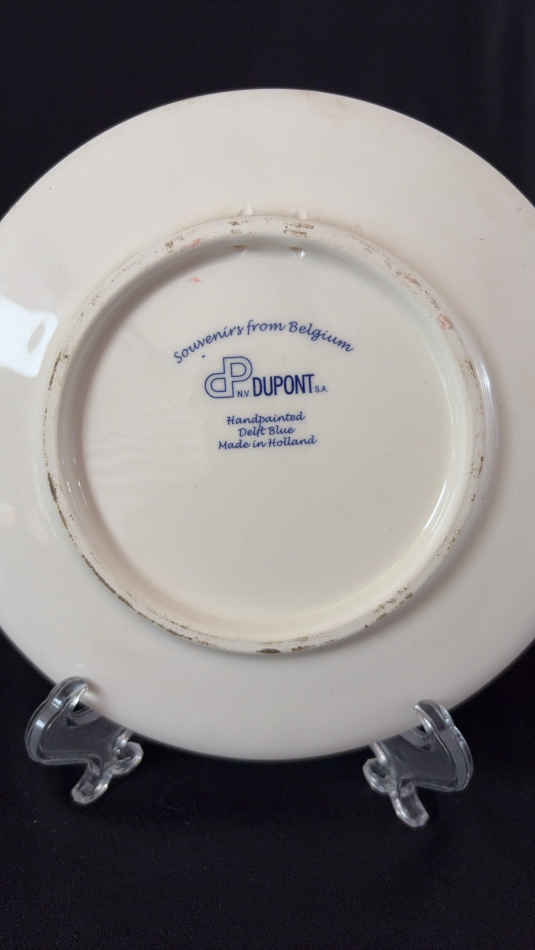 Souvenirs from Belgium
dP N.V. DUPONT S.A.
Handpainted
Delft Blue
Made in Holland